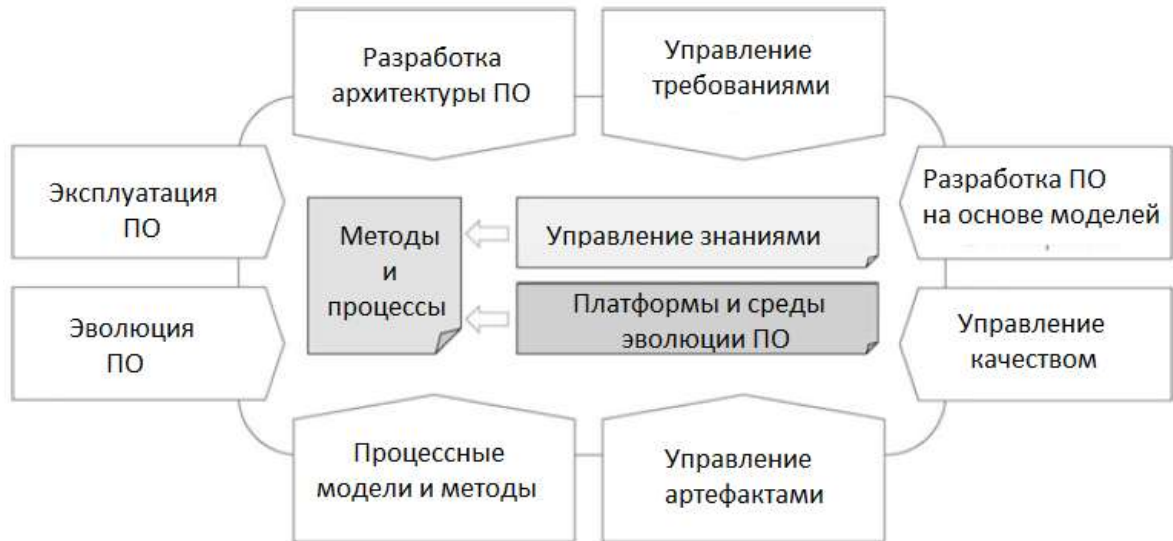 Разработка
архитектуры ПО
Управление
требованиями
Эксплуатация
ПО
Разработка ПО
на основе моделей
Методы
и
процессы
Управление знаниями
Платформы и среды
эволюции ПО
Эволюция
ПО
Управление
качеством
Процессные
модели и методы
Управление
артефактами